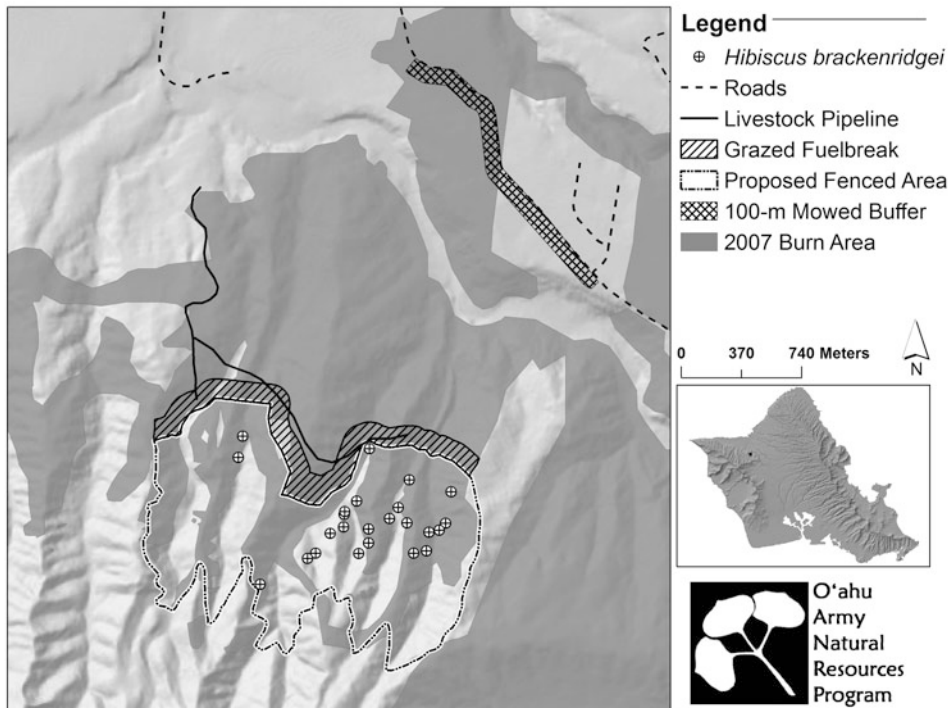 Legend
Hibiscus brackenridgei
Roads
Livestock Pipeline
Grazed Fuelbreak
Proposed Fenced Area
100-m Mowed Buffer
2007 Burn Area
0 370 740 Meters
N
Oʻahu
Army
Natural
Resources
Program